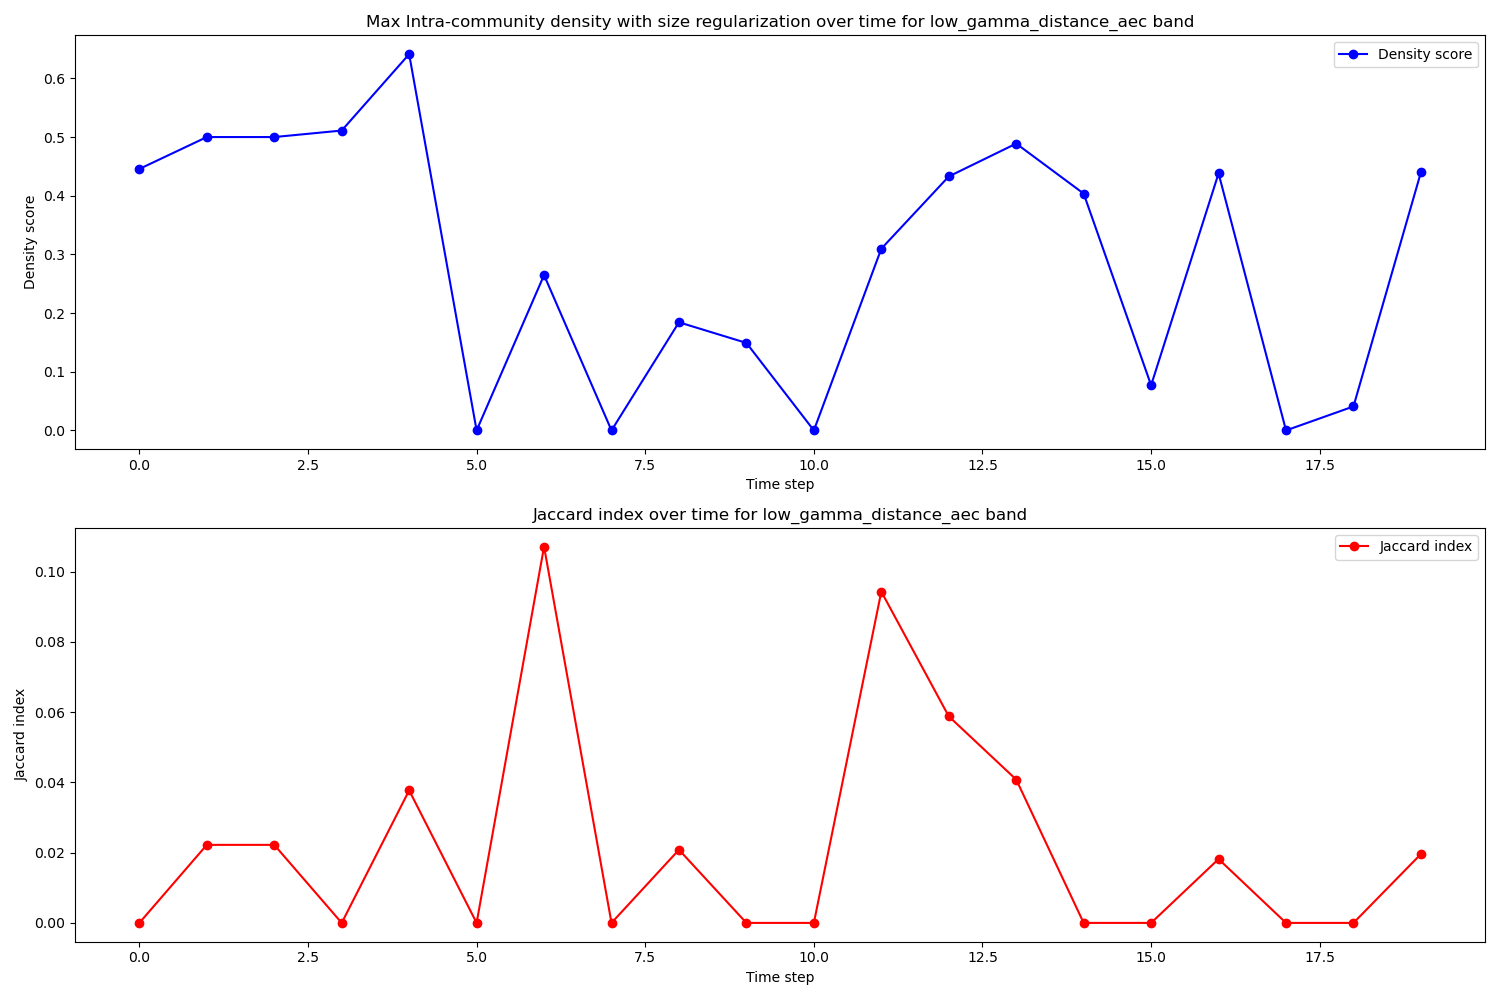 Max Intra-community density with size regularization over time for low_gamma_distance_aec band
Density score
0.6
0.5
0.4
0.3
0.2
0.1
0.0
Density score
0.0 2.5 5.0 7.5 10.0 12.5 15.0 17.5
Time step
Jaccard index over time for low_gamma_distance_aec band
Jaccard index
0.10
0.08
0.06
0.04
0.02
0.00
Jaccard index
0.0 2.5 5.0 7.5 10.0 12.5 15.0 17.5
Time step